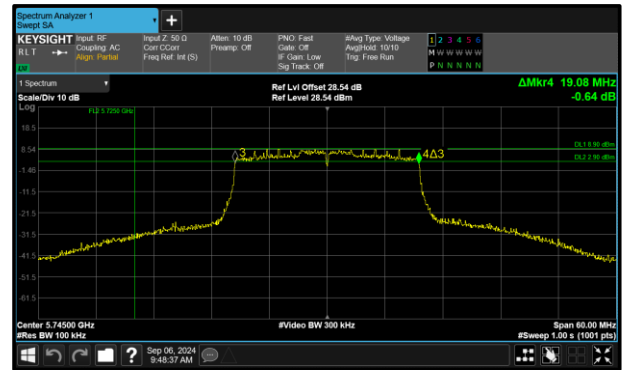 Spectrum Analyzer 1
Swept SA
+
KEYSIGHT Input: RF Input Z: 50 Ω Atten: 10 dB PNO: Fast #Avg Type: Voltage 1 2 3 4 5 6
RLT Coupling: AC Corr CCorr Preamp: Off Gate: Off Avg|Hold: 10/10 M W W W W W
Align: Partial Freq Ref: Int (S) IF Gain: Low Trig: Free Run P N N N N N
Sig Track: Off
1 Spectrum Ref Lvl Offset 28.54 dB ΔMkr4 19.08 MHz
Scale/Div 10 dB Ref Level 28.54 dBm -0.64 dB
Log
FL2 5.7250 GHz
18.5
8.54
DL1 8.90 dBm
3
4Δ3
DL2 2.90 dBm
-1.46
-11.5
-21.5
-31.5
-41.5
-51.5
-61.5
Center 5.74500 GHz #Video BW 300 kHz Span 60.00 MHz
#Res BW 100 kHz #Sweep 1.00 s (1001 pts)
? Sep 06, 2024
9:48:37 AM